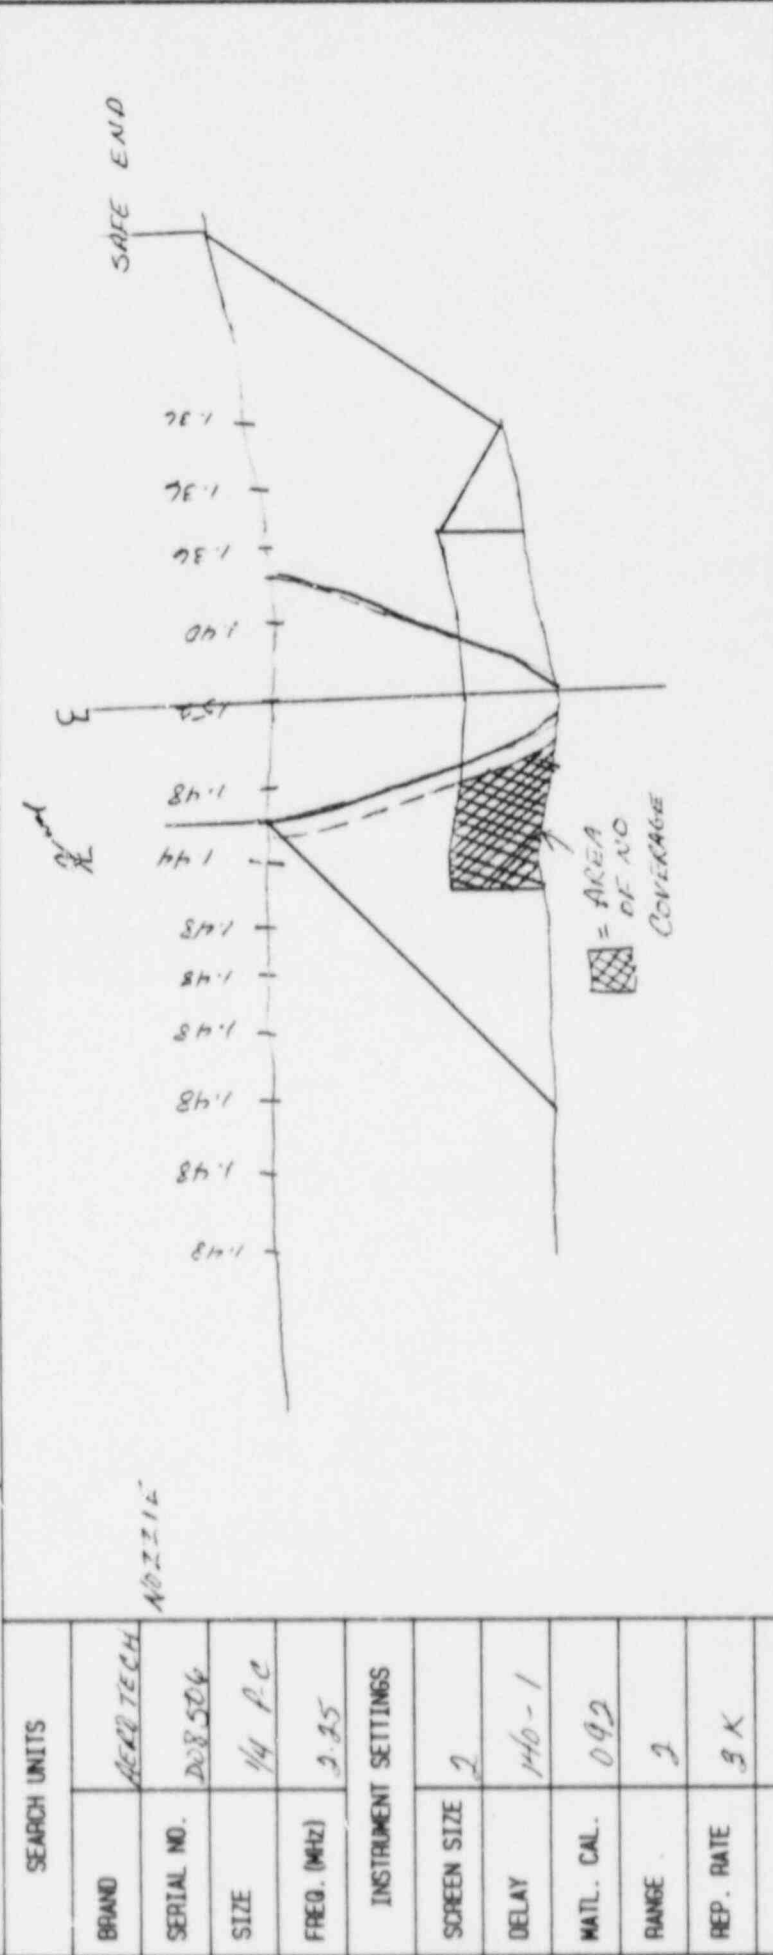 SEARCH UNITS
BRAND AEROTECH
SERIAL NO. D08506
SIZE 1/4 P-C
FREQ. (MHz) 2.25
INSTRUMENT SETTINGS
SCREEN SIZE 2
DELAY 140-1
MATL. CAL. 092
RANGE 2
REP. RATE 3K
NOZZLE
SAFE END
1.48
1.48
1.48
1.48
1.48
1.48
1.44
1.48
1.52
1.40
1.36
1.36
1.36
= AREA
OF NO
COVERAGE